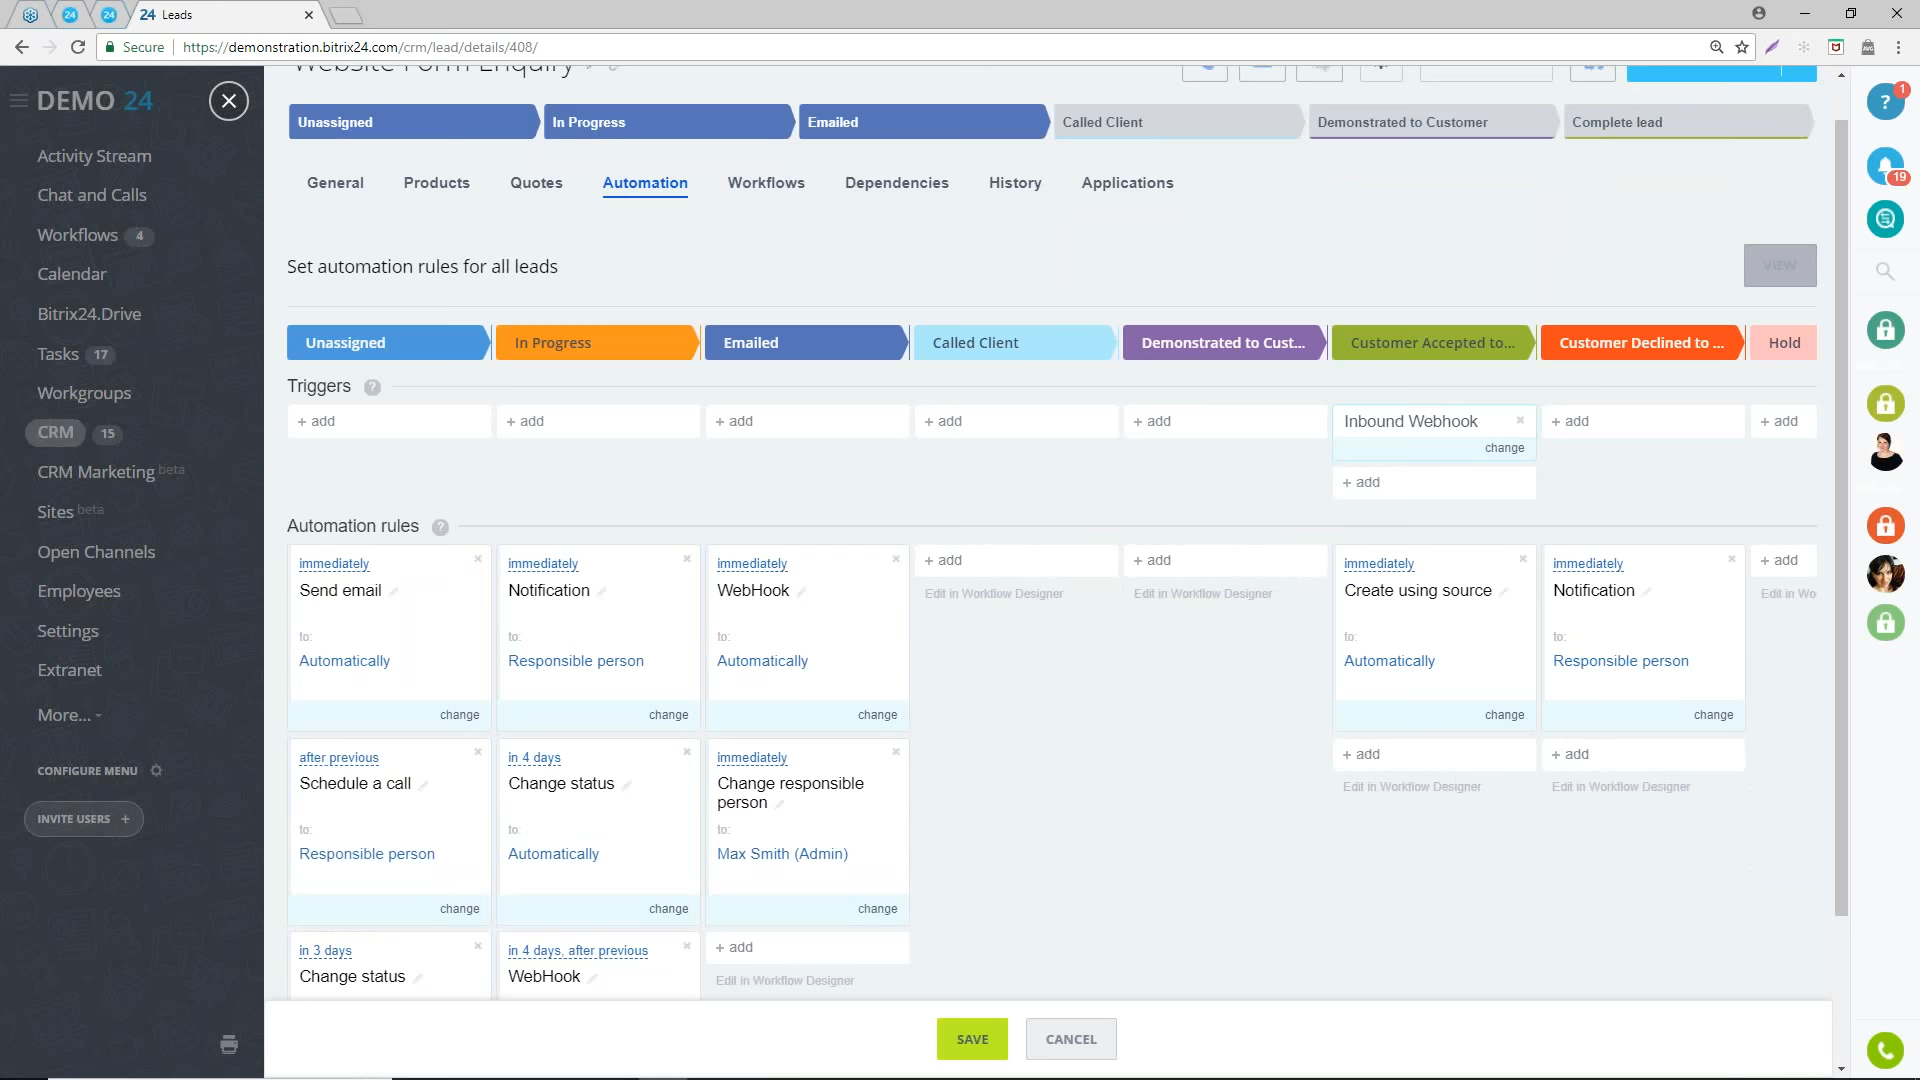 24 Leads
Secure https://demonstration.bitrix24.com/crm/lead/details/408/
DEMO 24
Activity Stream
Chat and Calls
Workflows 4
Calendar
Bitrix24.Drive
Tasks 17
Workgroups
CRM 15
CRM Marketing beta
Sites beta
Open Channels
Employees
Settings
Extranet
More...
CONFIGURE MENU
INVITE USERS +
Website Form Enquiry
Unassigned In Progress Emailed Called Client Demonstrated to Customer Complete lead
General Products Quotes Automation Workflows Dependencies History Applications
Set automation rules for all leads
VIEW
Unassigned In Progress Emailed Called Client Demonstrated to Cust... Customer Accepted to... Customer Declined to ... Hold
Triggers ?
+ add + add + add + add + add Inbound Webhook + add + add
change
+ add
Automation rules ?
immediately immediately immediately + add + add immediately immediately + add
Send email Notification WebHook Edit in Workflow Designer Edit in Workflow Designer Create using source Notification Edit in Wo
to: to: to: to: to:
Automatically Responsible person Automatically Automatically Responsible person
change change change change change
after previous in 4 days immediately + add + add
Schedule a call Change status Change responsible person Edit in Workflow Designer Edit in Workflow Designer
to: to: to:
Responsible person Automatically Max Smith (Admin)
change change change
in 3 days in 4 days, after previous + add
Change status WebHook Edit in Workflow Designer
SAVE CANCEL
? 1
19
24
24